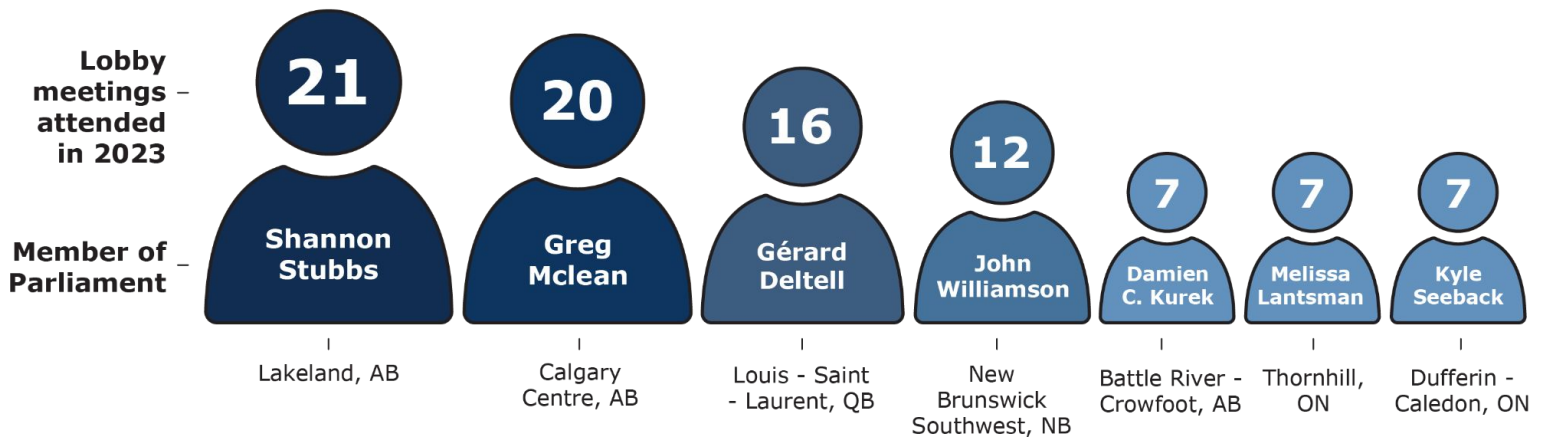 Lobby
meetings
attended
in 2023
21
20
16
12
7
7
7
Member of
Parliament
Shannon
Stubbs
Greg
Mclean
Gérard
Deltell
John
Williamson
Damien
C. Kurek
Melissa
Lantsman
Kyle
Seeback
Lakeland, AB
Calgary
Centre, AB
Louis - Saint
- Laurent, QB
New
Brunswick
Southwest, NB
Battle River -
Crowfoot, AB
Thornhill,
ON
Dufferin -
Caledon, ON